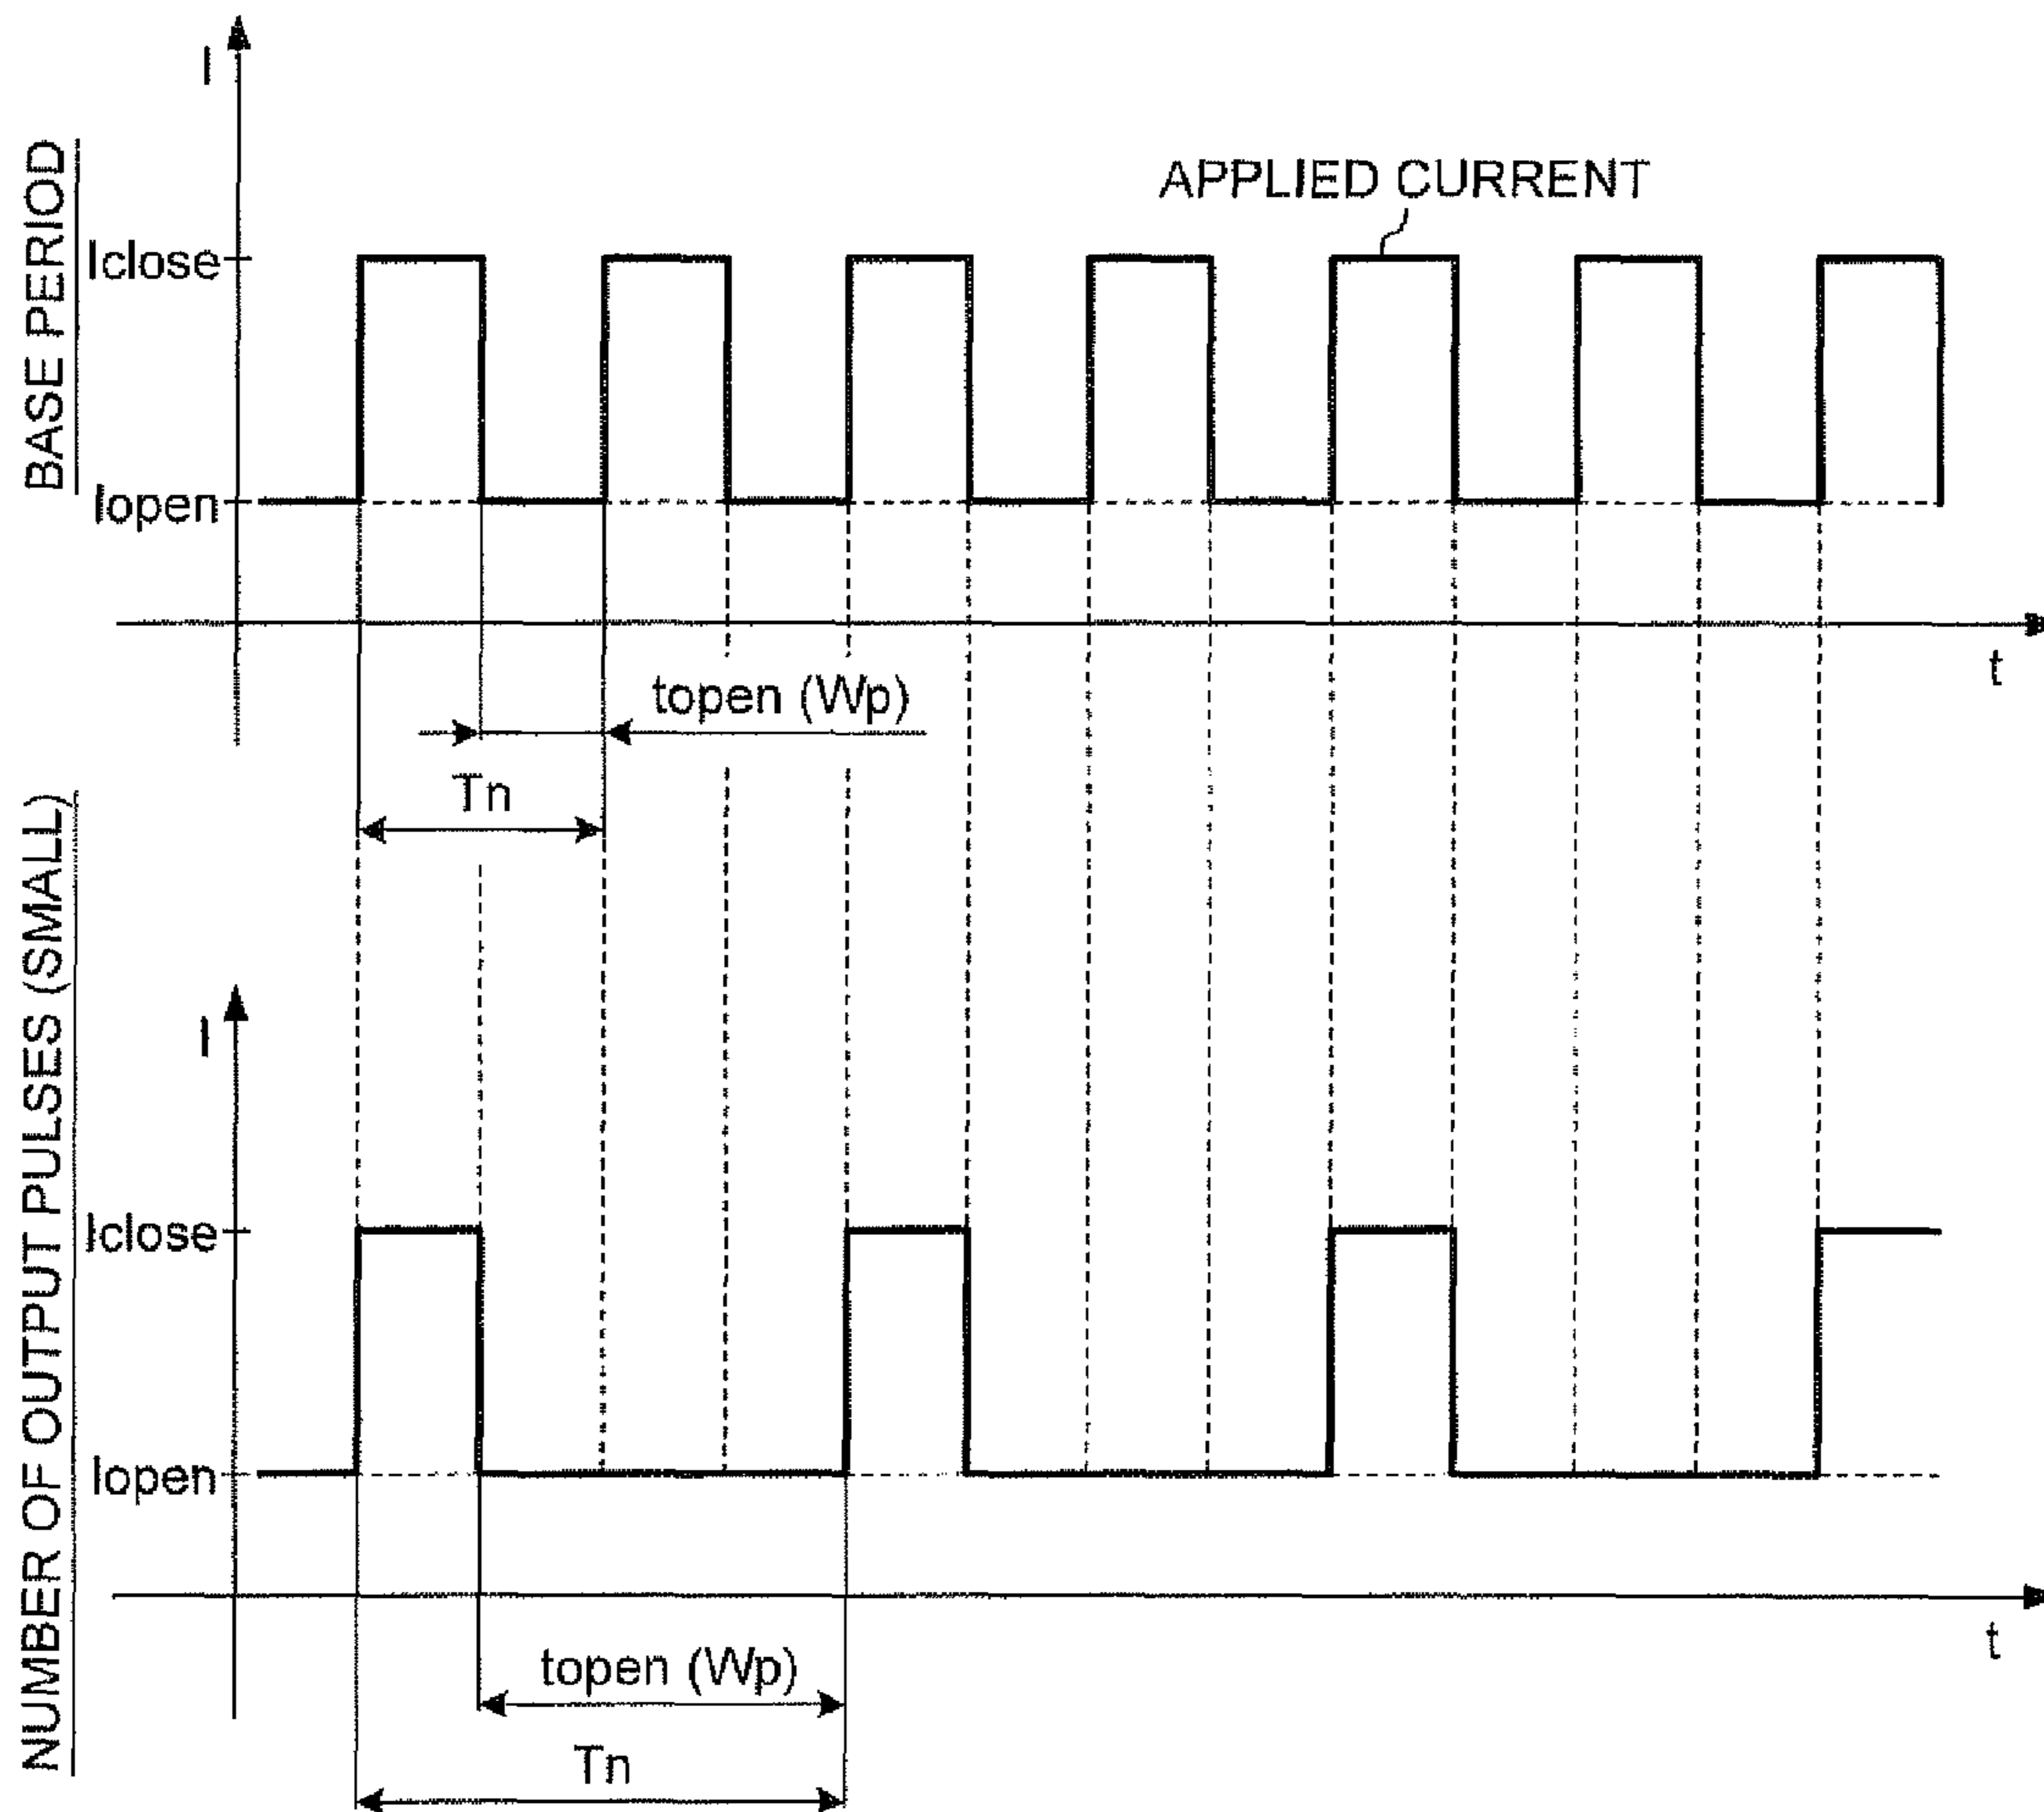 I
BASE PERIOD
APPLIED CURRENT
Iclose
Iopen
t
topen (Wp)
Tn
NUMBER OF OUTPUT PULSES (SMALL)
I
Iclose
Iopen
t
topen (Wp)
Tn